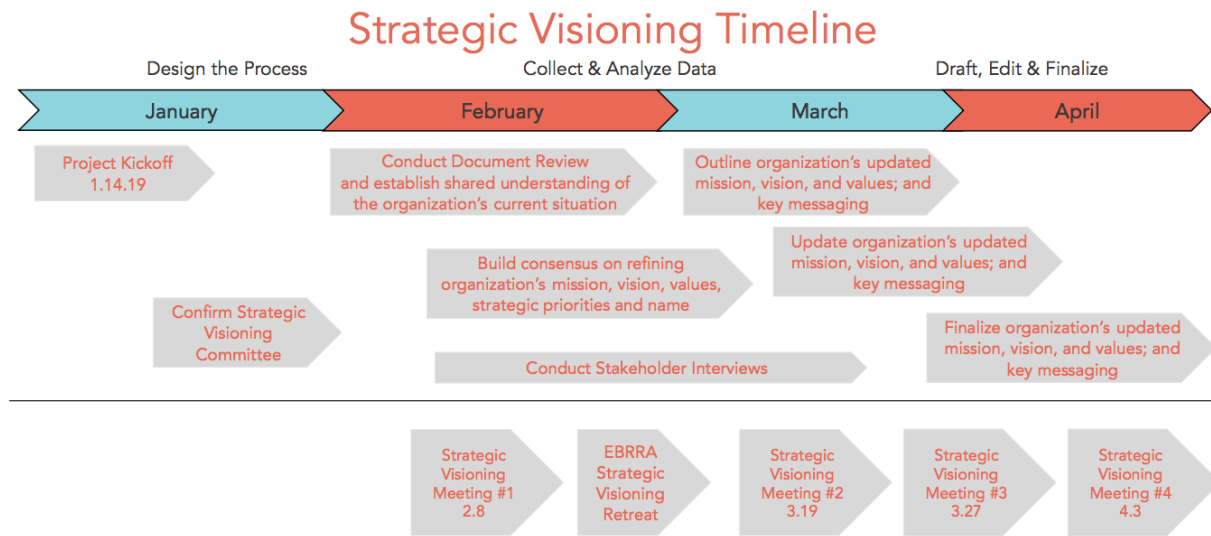 Strategic Visioning Timeline
Design the Process
Collect & Analyze Data
Draft, Edit & Finalize
January
February
March
April
Project Kickoff
1.14.19
Conduct Document Review
and establish shared understanding of
the organization's current situation
Outline organization's updated
mission, vision, and values; and
key messaging
Build consensus on refining
organization's mission, vision, values,
strategic priorities and name
Update organization's updated
mission, vision, and values; and
key messaging
Confirm Strategic
Visioning
Committee
Conduct Stakeholder Interviews
Finalize organization's updated
mission, vision, and values; and
key messaging
Strategic
Visioning
Meeting #1
2.8
EBRRA
Strategic
Visioning
Retreat
Strategic
Visioning
Meeting #2
3.19
Strategic
Visioning
Meeting #3
3.27
Strategic
Visioning
Meeting #4
4.3